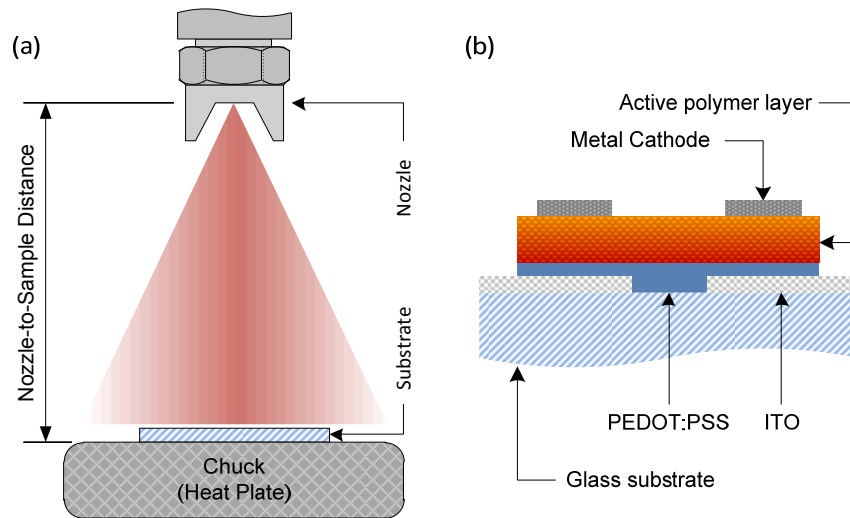 (a)
Nozzle-to-Sample Distance
Nozzle
Substrate
Chuck
(Heat Plate)
(b)
Active polymer layer
Metal Cathode
PEDOT:PSS
ITO
Glass substrate